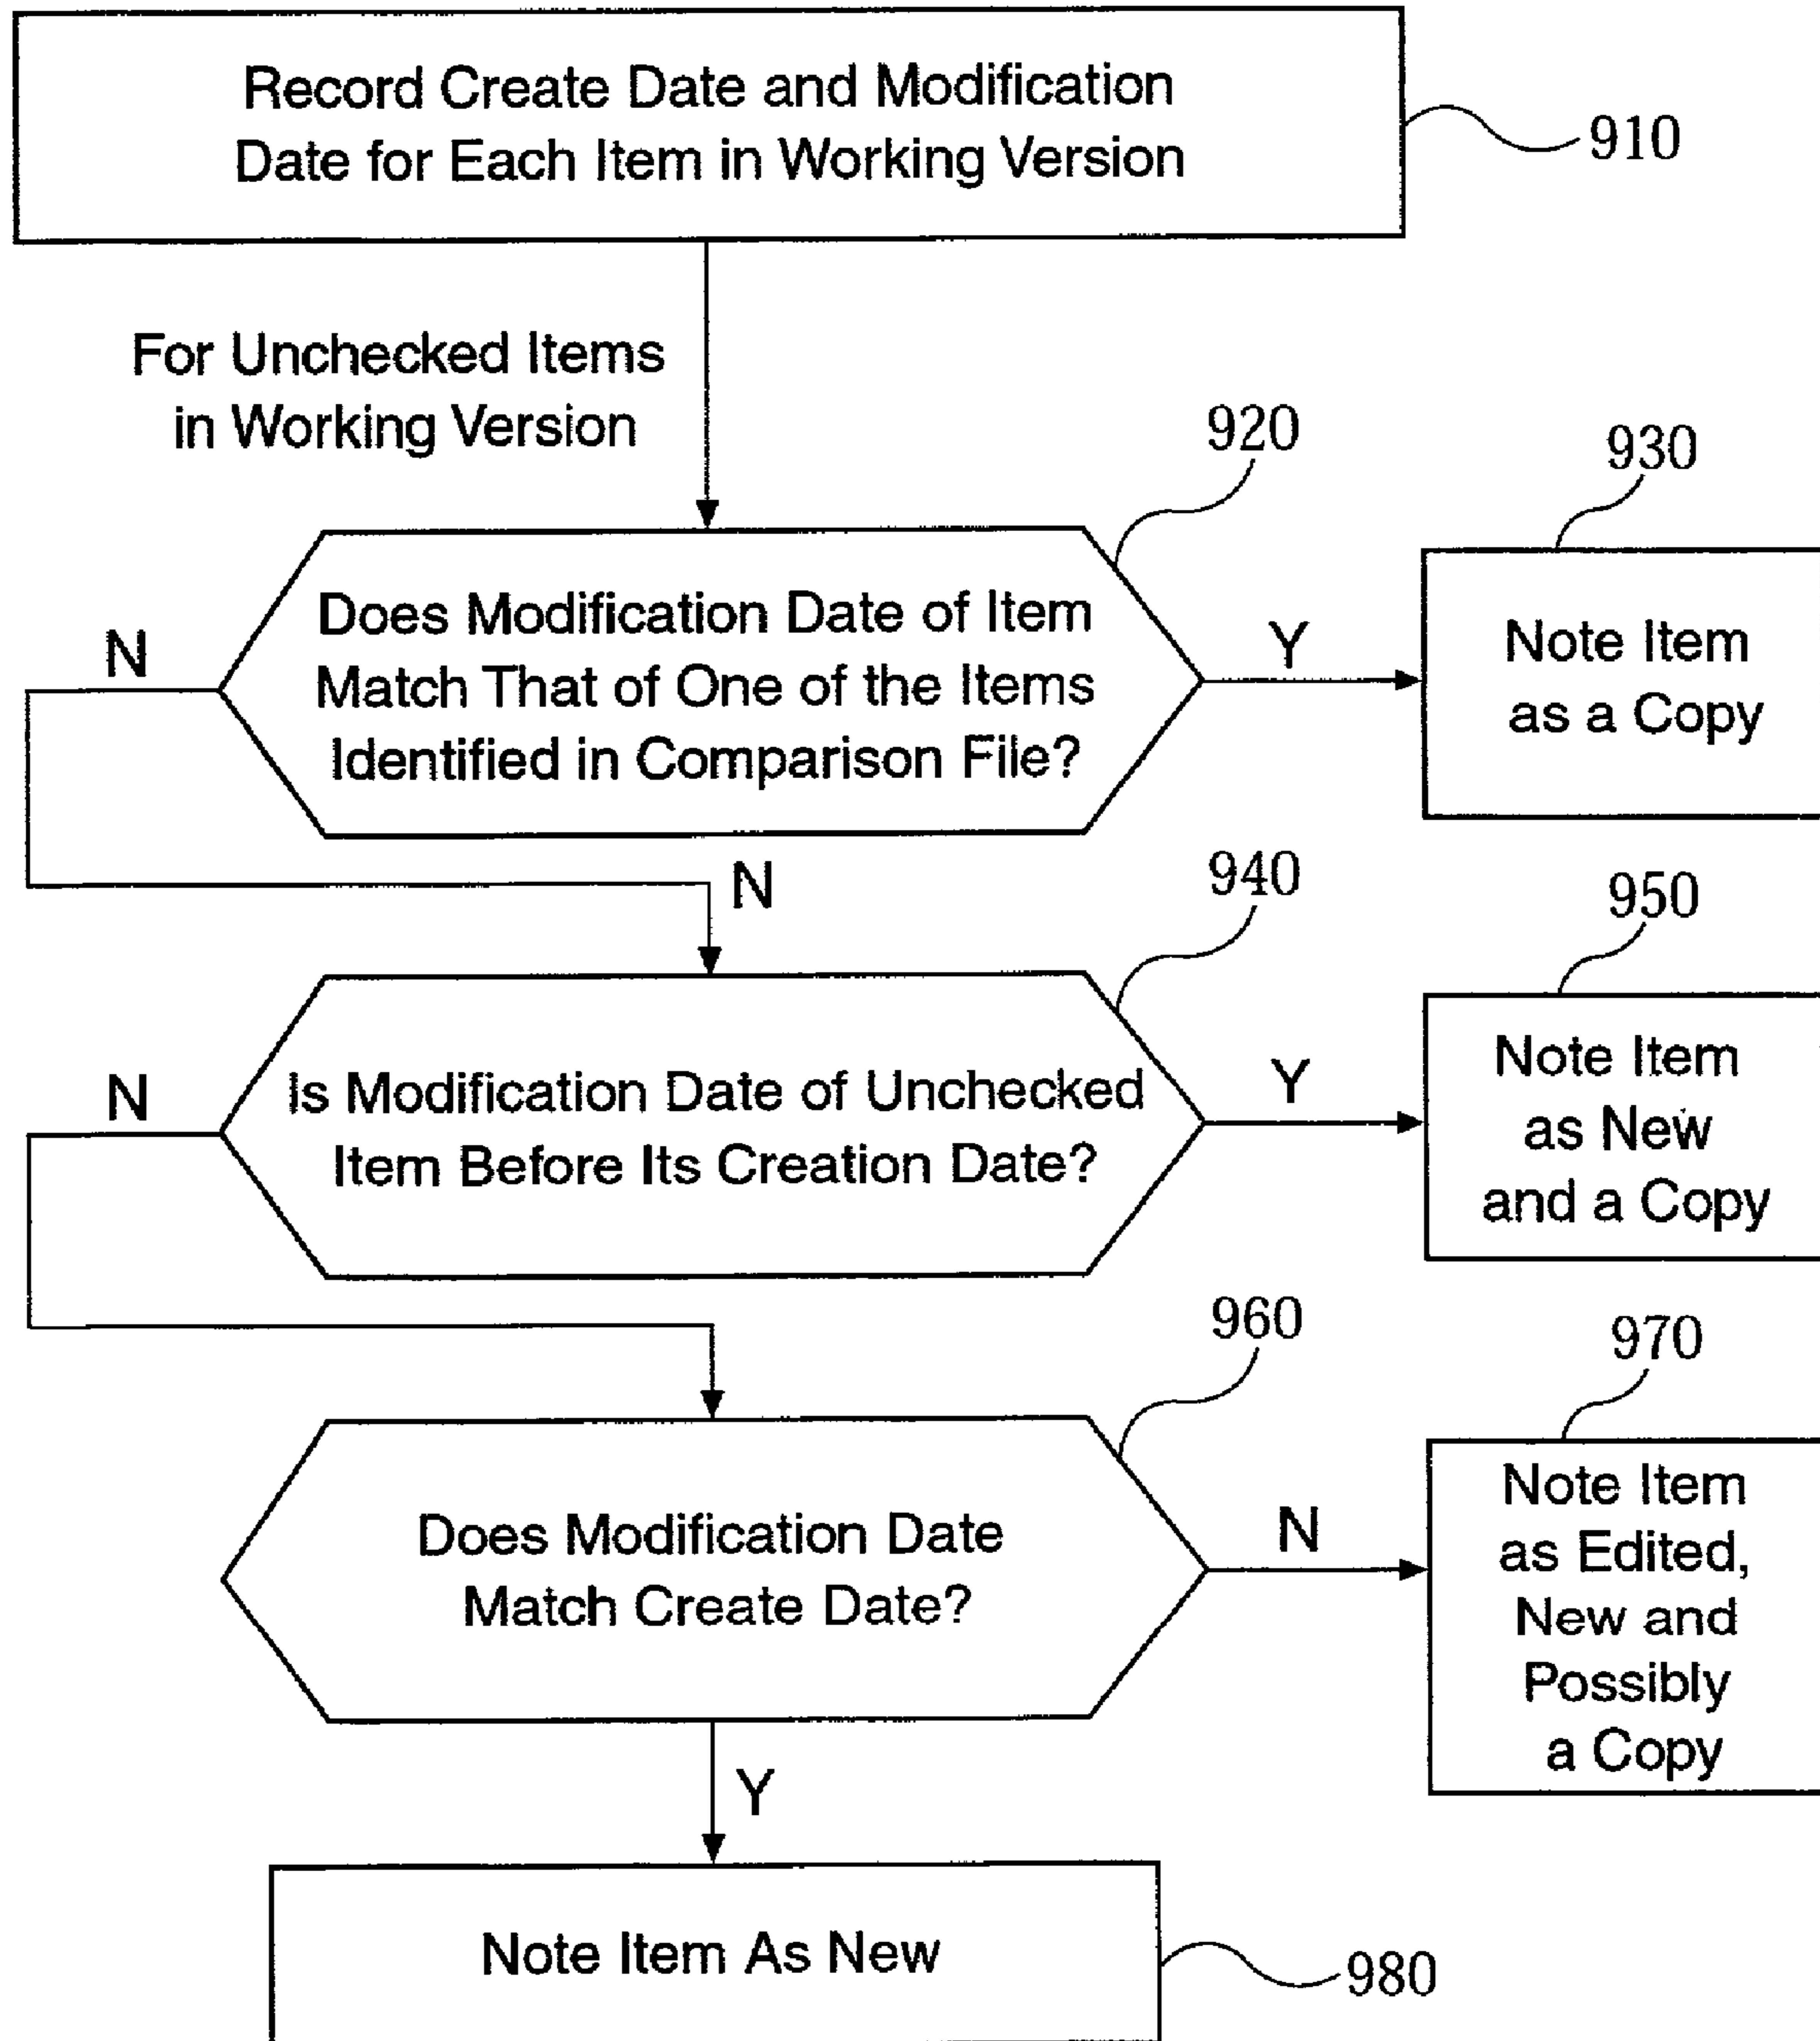 Record Create Date and Modification
Date for Each Item in Working Version
910
For Unchecked Items
in Working Version
920
930
Does Modification Date of Item
Match That of One of the Items
Identified in Comparison File?
N
Y
Note Item
as a Copy
N
940
950
Is Modification Date of Unchecked
Item Before Its Creation Date?
N
Y
Note Item
as New
and a Copy
960
970
Does Modification Date
Match Create Date?
N
Note Item
as Edited,
New and
Possibly
a Copy
Y
Note Item As New
980